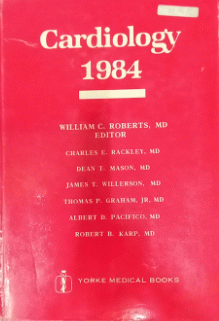 Cardiology
1984
WILLIAM C. ROBERTS, MD
EDITOR
CHARLES E. RACKLEY, MD
DEAN T. MASON, MD
JAMES T. WILLERSON, MD
THOMAS P. GRAHAM, JR, MD
ALBERT D. PACIFICO, MD
ROBERT B. KARP, MD
YORKE MEDICAL BOOKS